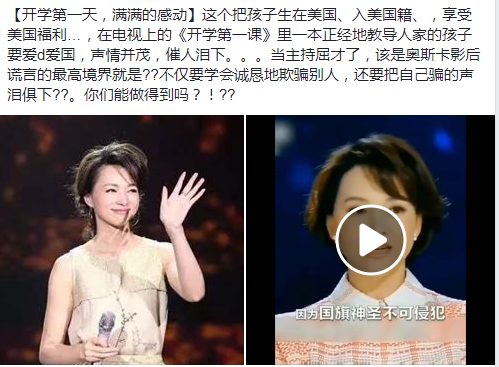 【开学第一天，满满的感动】这个把孩子生在美国、入美国籍、，享受
美国福利...，在电视上的《开学第一课》里一本正经地教导人家的孩子
要爱d爱国，声情并茂，催人泪下。。。当主持屈才了，该是奥斯卡影后
谎言的最高境界就是??不仅要学会诚恳地欺骗别人，还要把自己骗的声
泪俱下??。你们能做得到吗？！??
因为国旗神圣不可侵犯